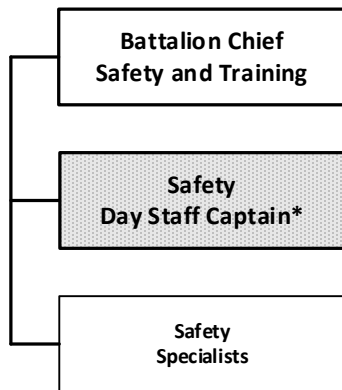 Battalion Chief
Safety and Training
Safety
Day Staff Captain*
Safety
Specialists